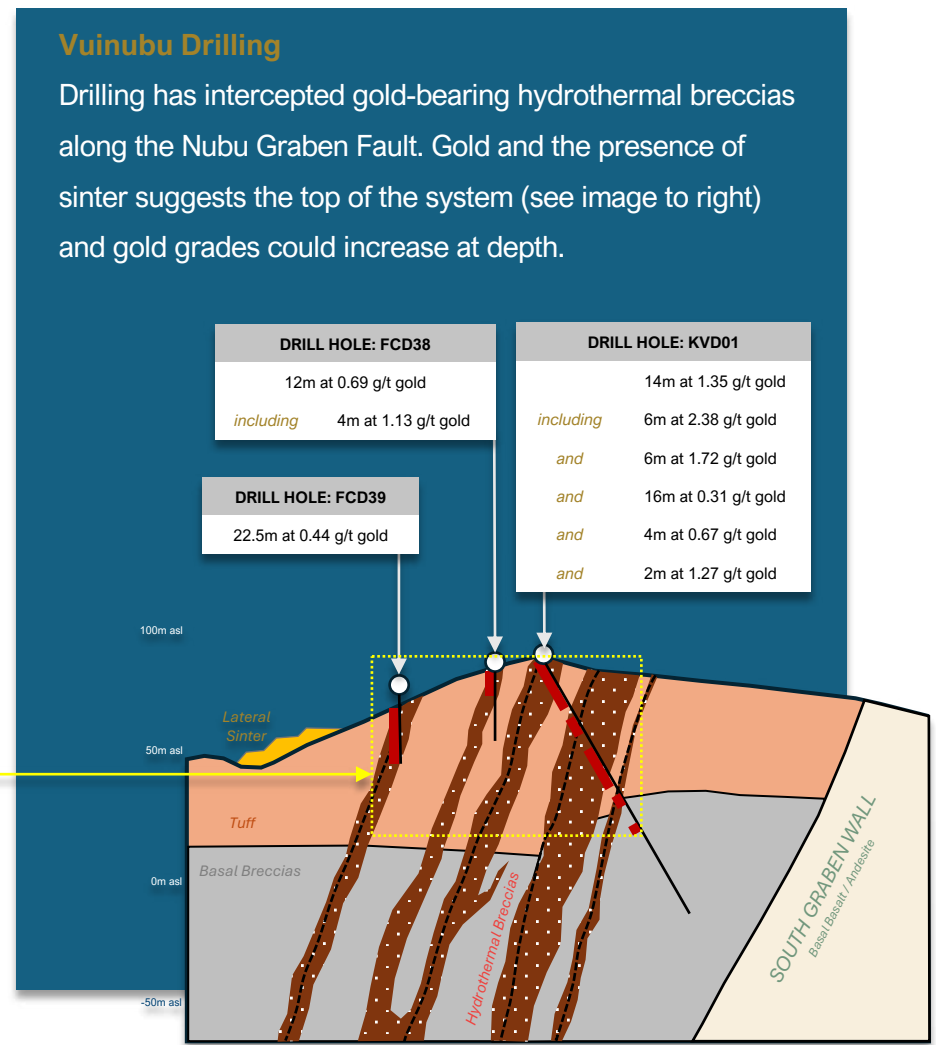 Vuinubu Drilling
Drilling has intercepted gold-bearing hydrothermal breccias
along the Nubu Graben Fault. Gold and the presence of
sinter suggests the top of the system (see image to right)
and gold grades could increase at depth.
DRILL HOLE: FCD38
12m at 0.69 g/t gold
including 4m at 1.13 g/t gold
DRILL HOLE: KVD01
14m at 1.35 g/t gold
including 6m at 2.38 g/t gold
and 6m at 1.72 g/t gold
and 16m at 0.31 g/t gold
and 4m at 0.67 g/t gold
and 2m at 1.27 g/t gold
DRILL HOLE: FCD39
22.5m at 0.44 g/t gold
100m asl
Lateral
Sinter
50m asl
Tuff
Basal Breccias
0m asl
Hydrothermal Breccias
SOUTH GRABEN WALL
Basal Basatt / Andesite
-50m asl